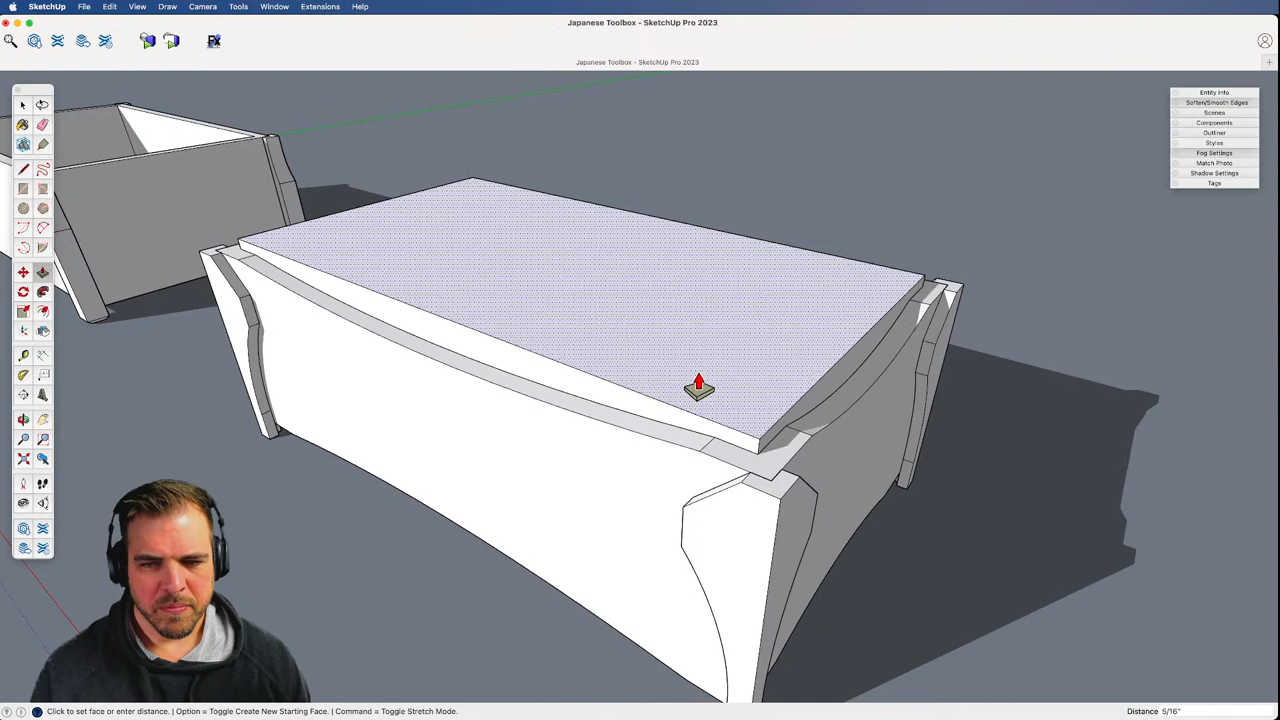 SketchUp File Edit View Draw Camera Tools Window Extensions Help
Japanese Toolbox - SketchUp Pro 2023
Japanese Toolbox - SketchUp Pro 2023
Entity Info
Soften/Smooth Edges
Scenes
Components
Outliner
Styles
Fog Settings
Match Photo
Shadow Settings
Tags
Click to set face or enter distance. | Option = Toggle Create New Starting Face. | Command = Toggle Stretch Mode.
Distance 5/16"